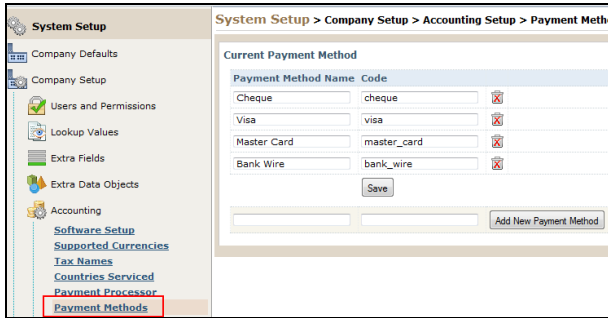 System Setup
Company Defaults
Company Setup
Users and Permissions
Lookup Values
Extra Fields
Extra Data Objects
Accounting
Software Setup
Supported Currencies
Tax Names
Countries Serviced
Payment Processor
Payment Methods
System Setup > Company Setup > Accounting Setup > Payment Meth
Current Payment Method
Payment Method Name Code
Cheque cheque
Visa visa
Master Card master_card
Bank Wire bank_wire
Save
Add New Payment Method